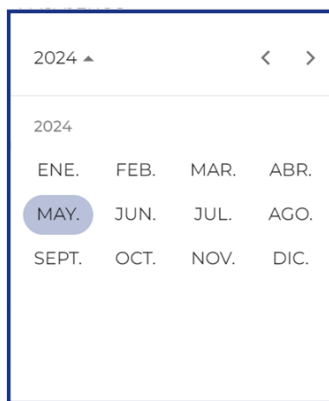 2024
2024
ENE. FEB. MAR. ABR.
MAY. JUN. JUL. AGO.
SEPT. OCT. NOV. DIC.